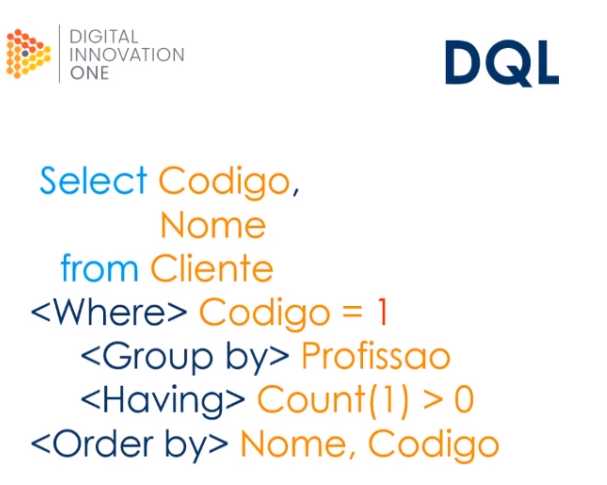 DIGITAL
INNOVATION
ONE
DQL
Select Codigo,
Nome
from Cliente
<Where> Codigo = 1
<Group by> Profissao
<Having> Count(1) > 0
<Order by> Nome, Codigo